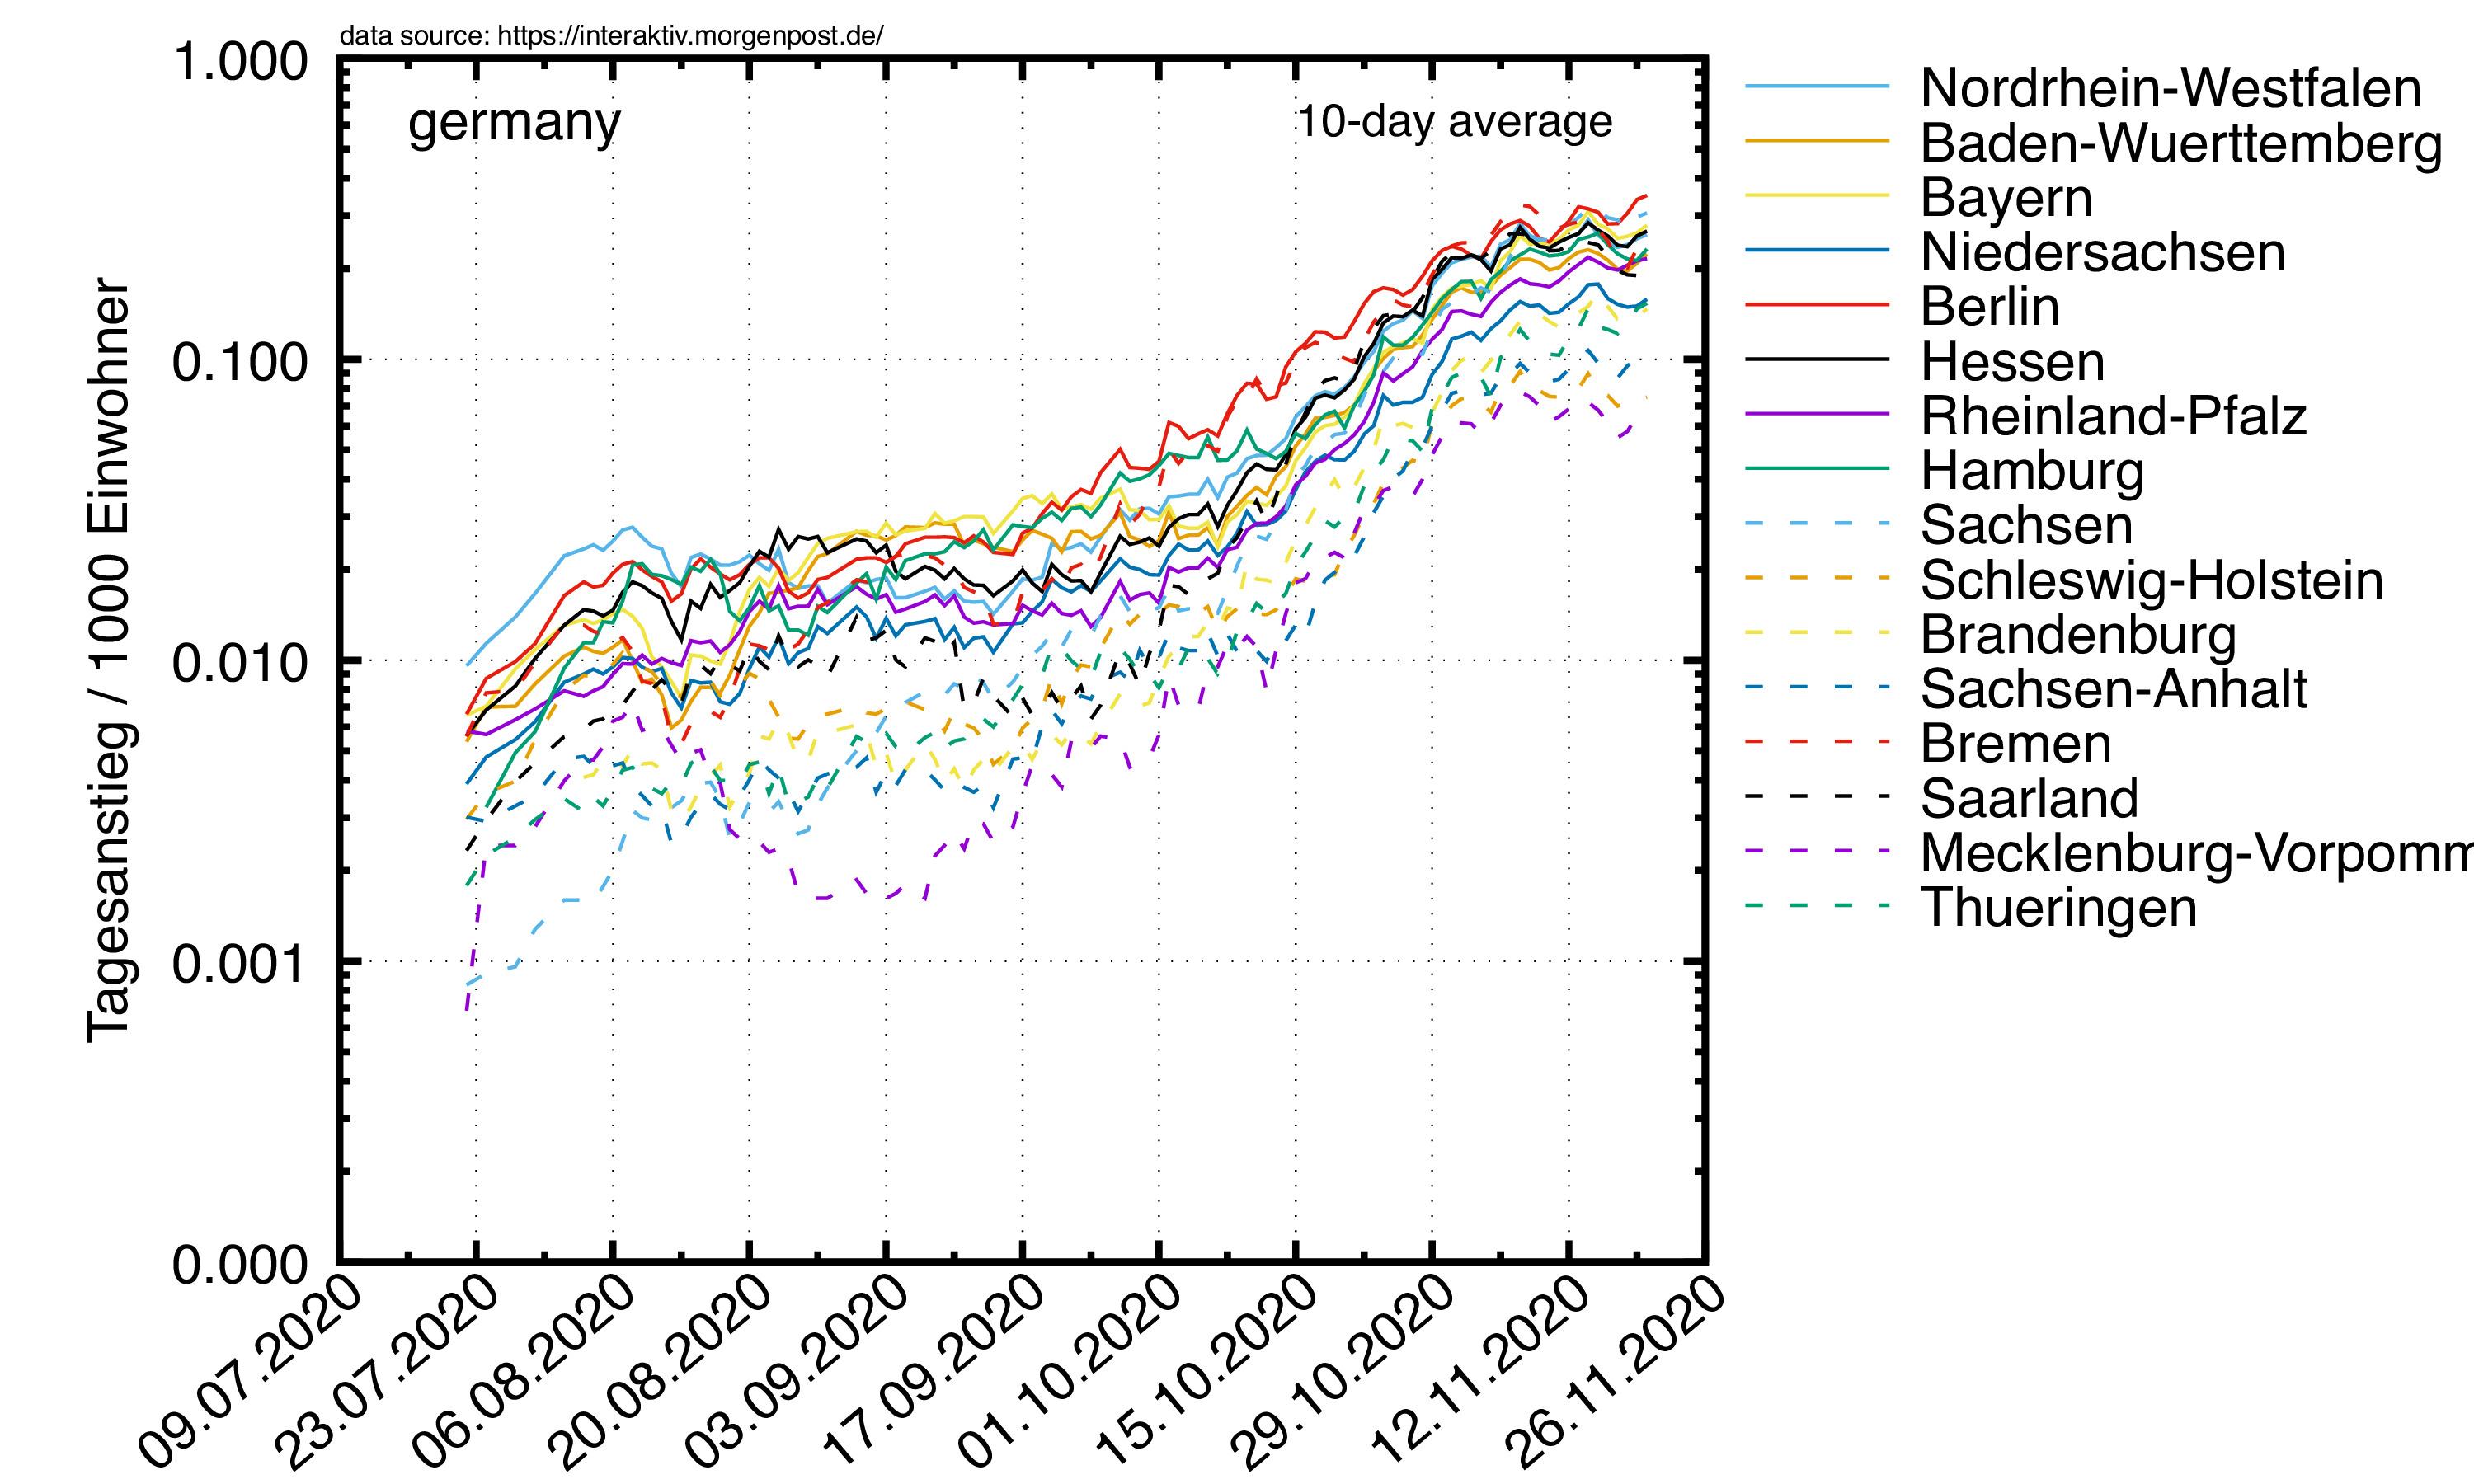 data source: https://interaktiv.morgenpost.de/
germany
10-day average
Tagesanstieg / 1000 Einwohner
1.000
0.100
0.010
0.001
0.000
09.07.2020
23.07.2020
06.08.2020
20.08.2020
03.09.2020
17.09.2020
01.10.2020
15.10.2020
29.10.2020
12.11.2020
26.11.2020
Nordrhein-Westfalen
Baden-Wuerttemberg
Bayern
Niedersachsen
Berlin
Hessen
Rheinland-Pfalz
Hamburg
Sachsen
Schleswig-Holstein
Brandenburg
Sachsen-Anhalt
Bremen
Saarland
Mecklenburg-Vorpomm
Thueringen